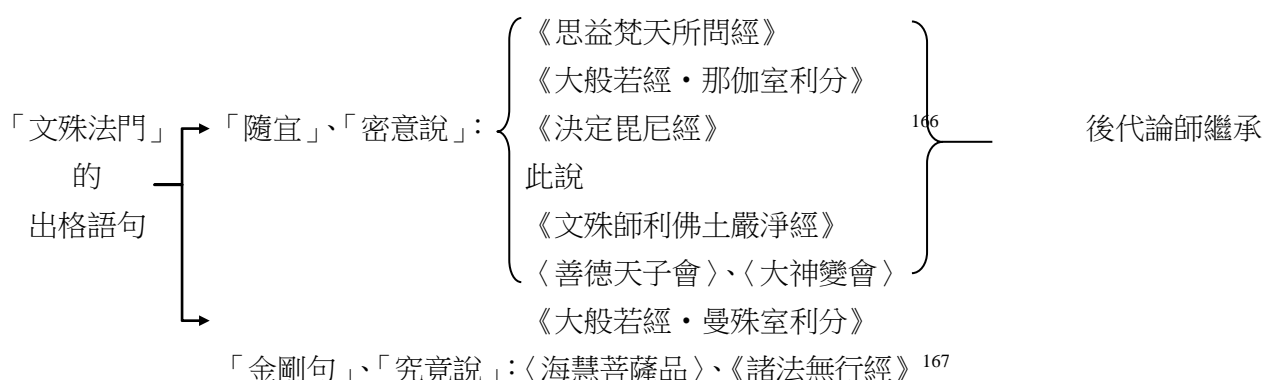 《思益梵天所問經》
《大般若經・那伽室利分》
「文殊法門」 「隨宜」、「密意說」： 《決定毘尼經》 166 後代論師繼承
的 此說
出格語句 《文殊師利佛土嚴淨經》
〈善德天子會〉、〈大神變會〉
《大般若經・曼殊室利分》
「金剛句」、「究竟說」：〈海慧菩薩品〉、《諸法無行經》167